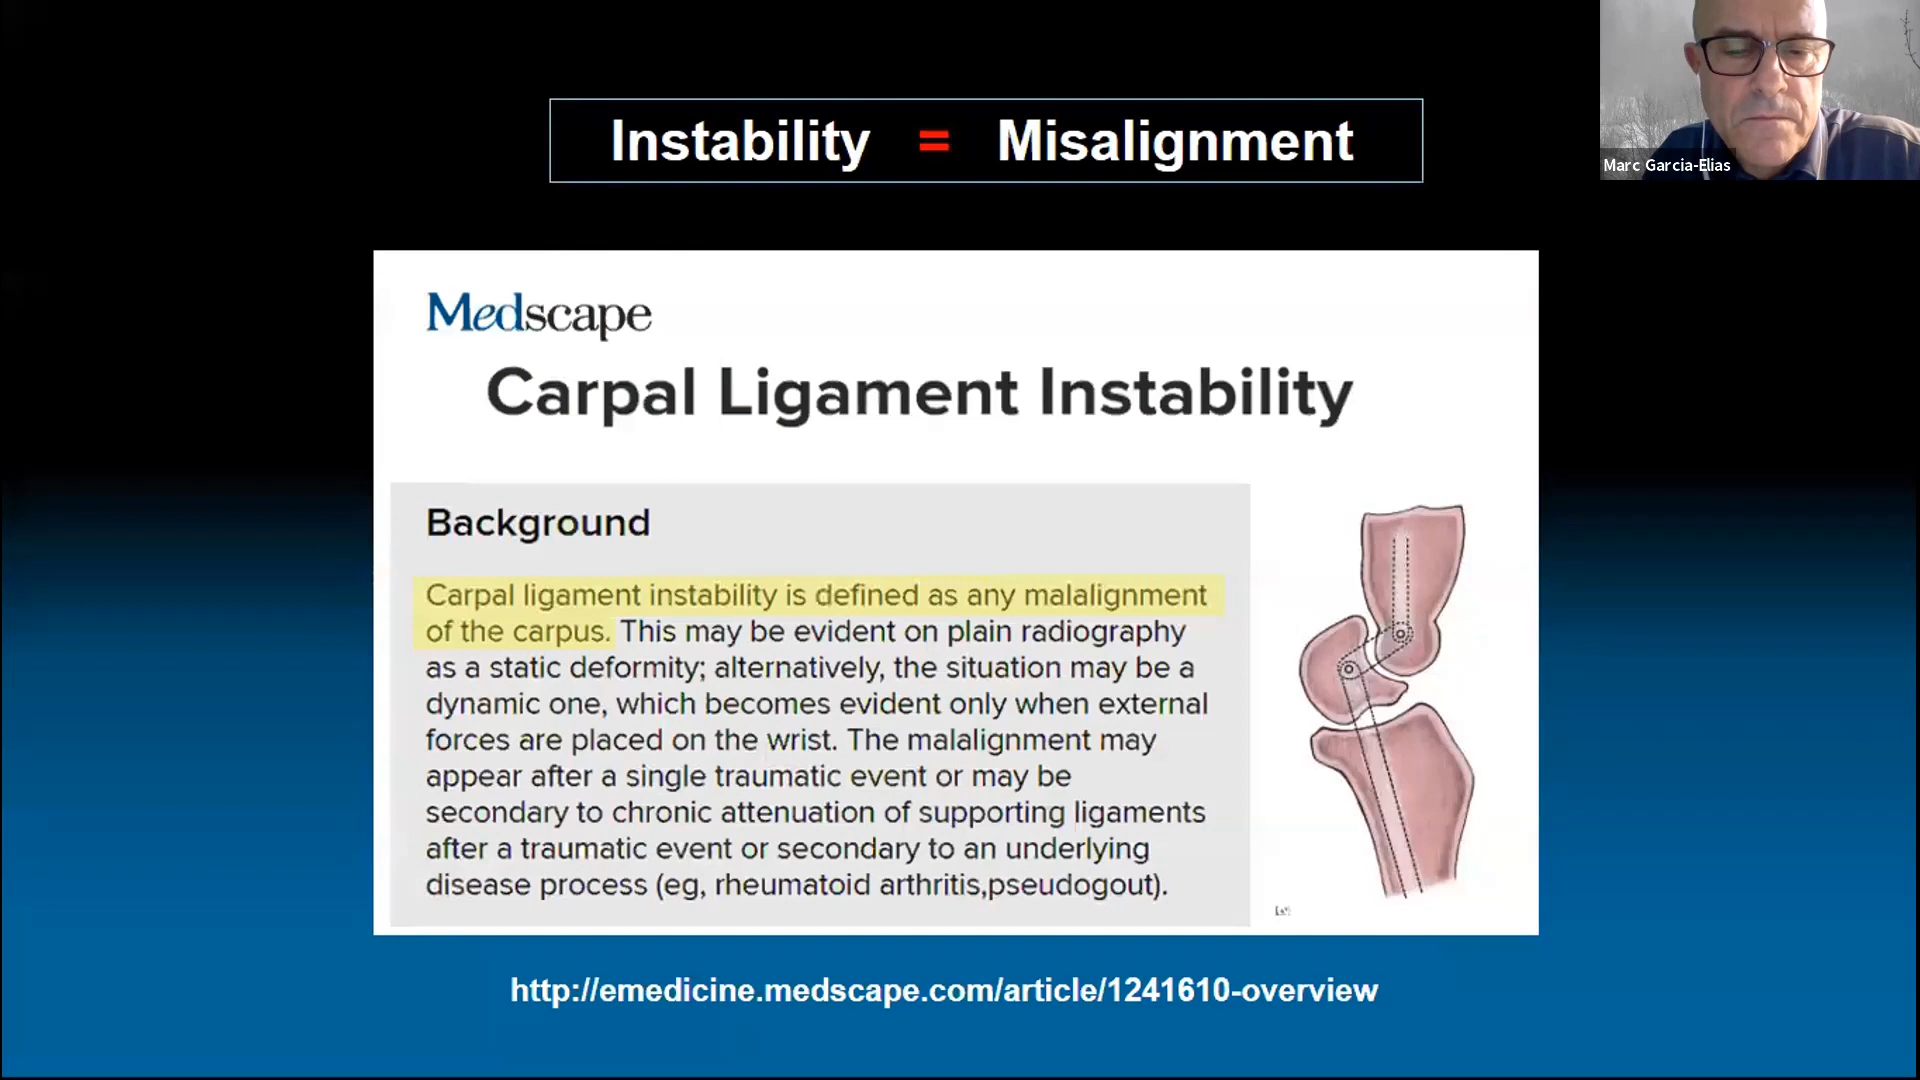 Instability = Misalignment
Marc Garcia-Elias
Medscape
Carpal Ligament Instability
Background
Carpal ligament instability is defined as any malalignment
of the carpus. This may be evident on plain radiography
as a static deformity; alternatively, the situation may be a
dynamic one, which becomes evident only when external
forces are placed on the wrist. The malalignment may
appear after a single traumatic event or may be
secondary to chronic attenuation of supporting ligaments
after a traumatic event or secondary to an underlying
disease process (eg, rheumatoid arthritis,pseudogout).
http://emedicine.medscape.com/article/1241610-overview